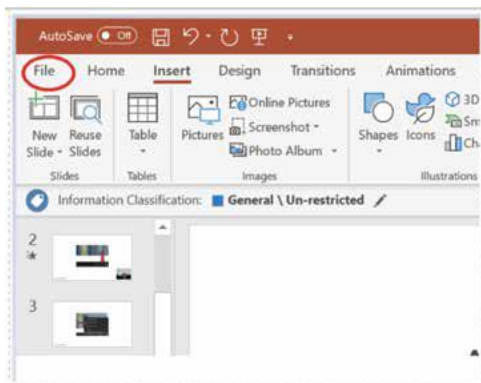 AutoSave Off
File Home Insert Design Transitions Animations
New Slide Reuse Slides Table Pictures Online Pictures Screenshot Photo Album Shapes Icons 3D
Slides Tables Images Illustrations
Information Classification: General \ Un-restricted
2
3